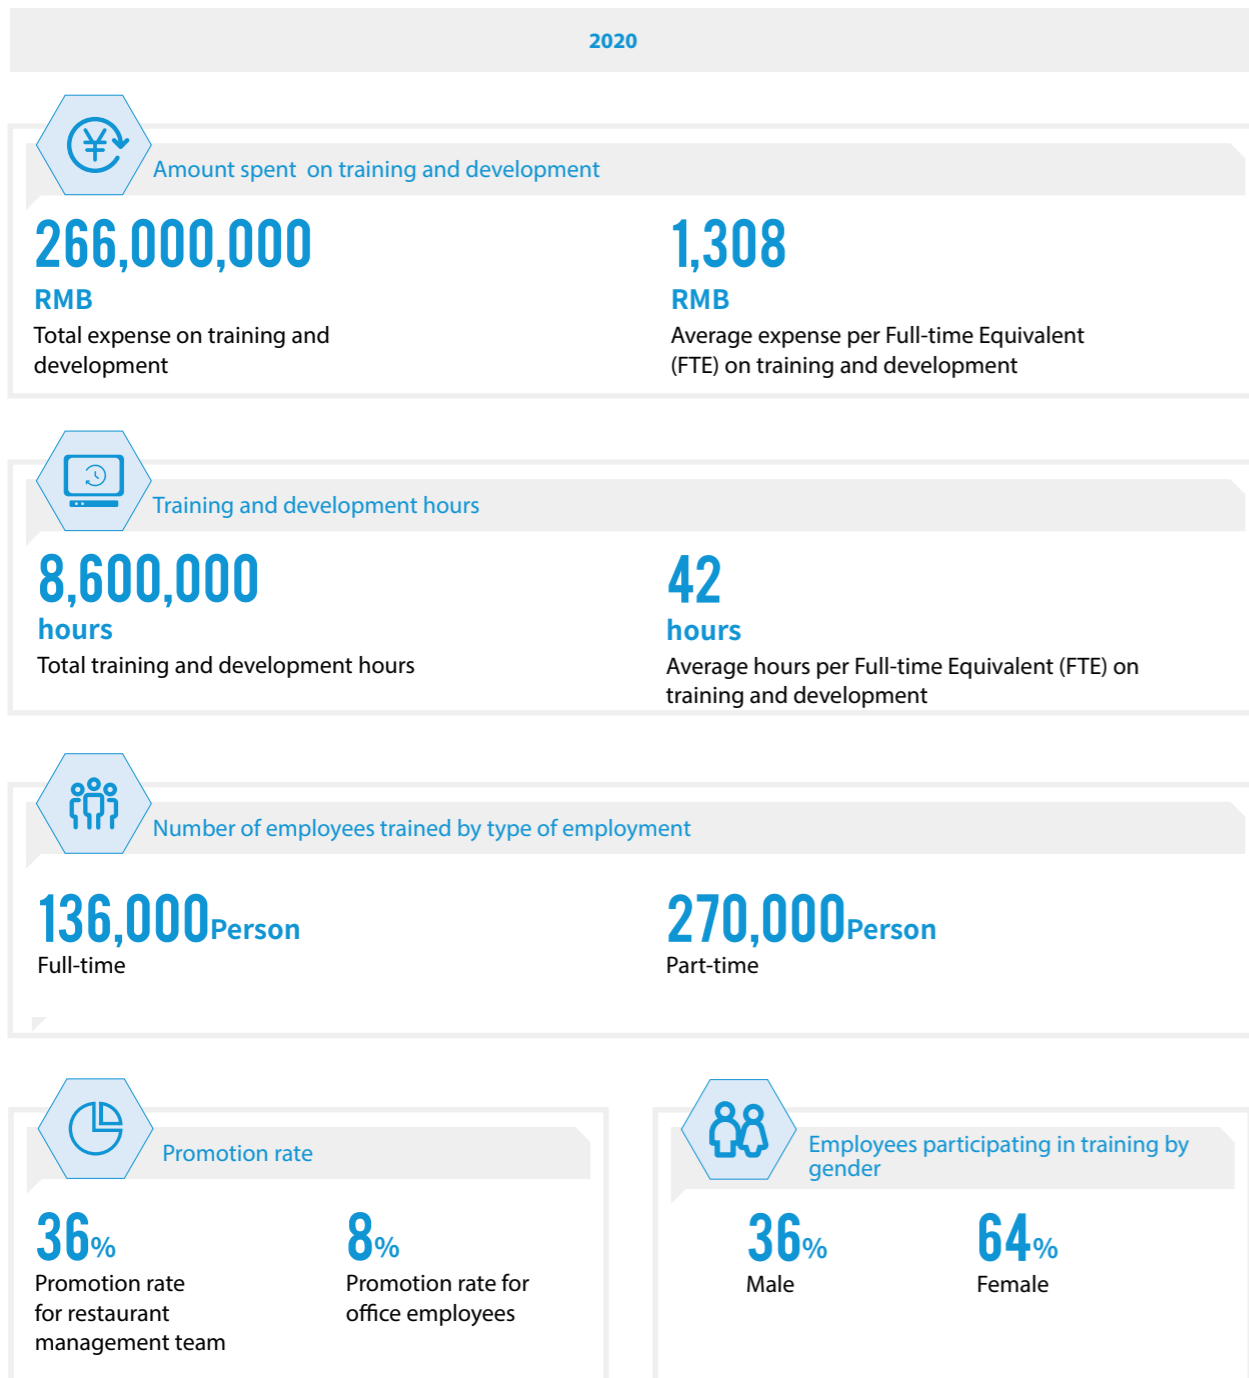 2020
Amount spent on training and development
266,000,000
RMB
Total expense on training and
development
1,308
RMB
Average expense per Full-time Equivalent
(FTE) on training and development
Training and development hours
8,600,000
hours
Total training and development hours
42
hours
Average hours per Full-time Equivalent (FTE) on
training and development
Number of employees trained by type of employment
136,000 Person
Full-time
270,000 Person
Part-time
Promotion rate
36%
Promotion rate
for restaurant
management team
8%
Promotion rate for
office employees
Employees participating in training by
gender
36%
Male
64%
Female